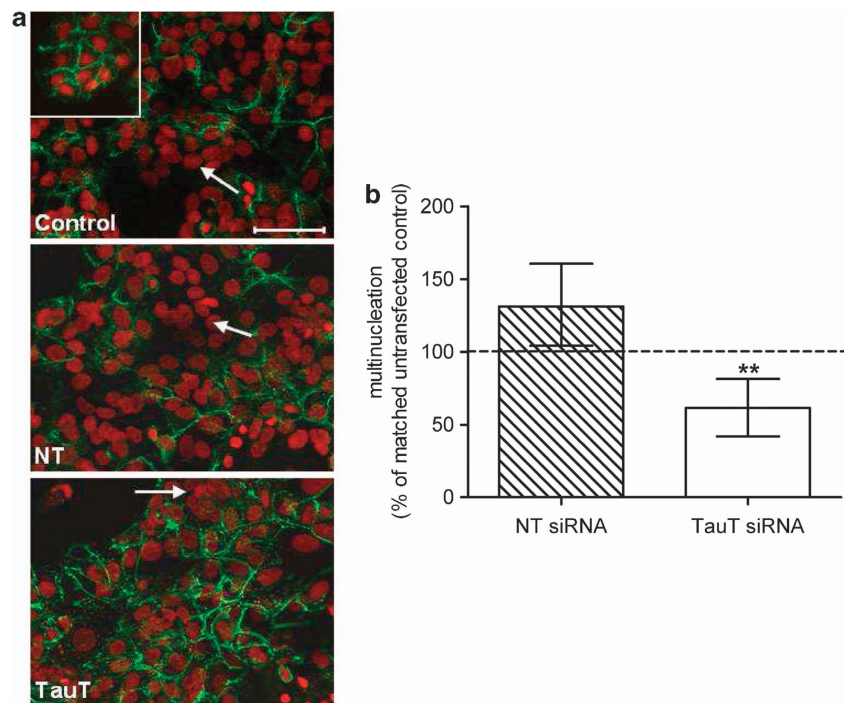 a
Control
NT
TauT
b
multinucleation
(% of matched untransfected control)
200
150
100
50
0
**
NT siRNA
TauT siRNA